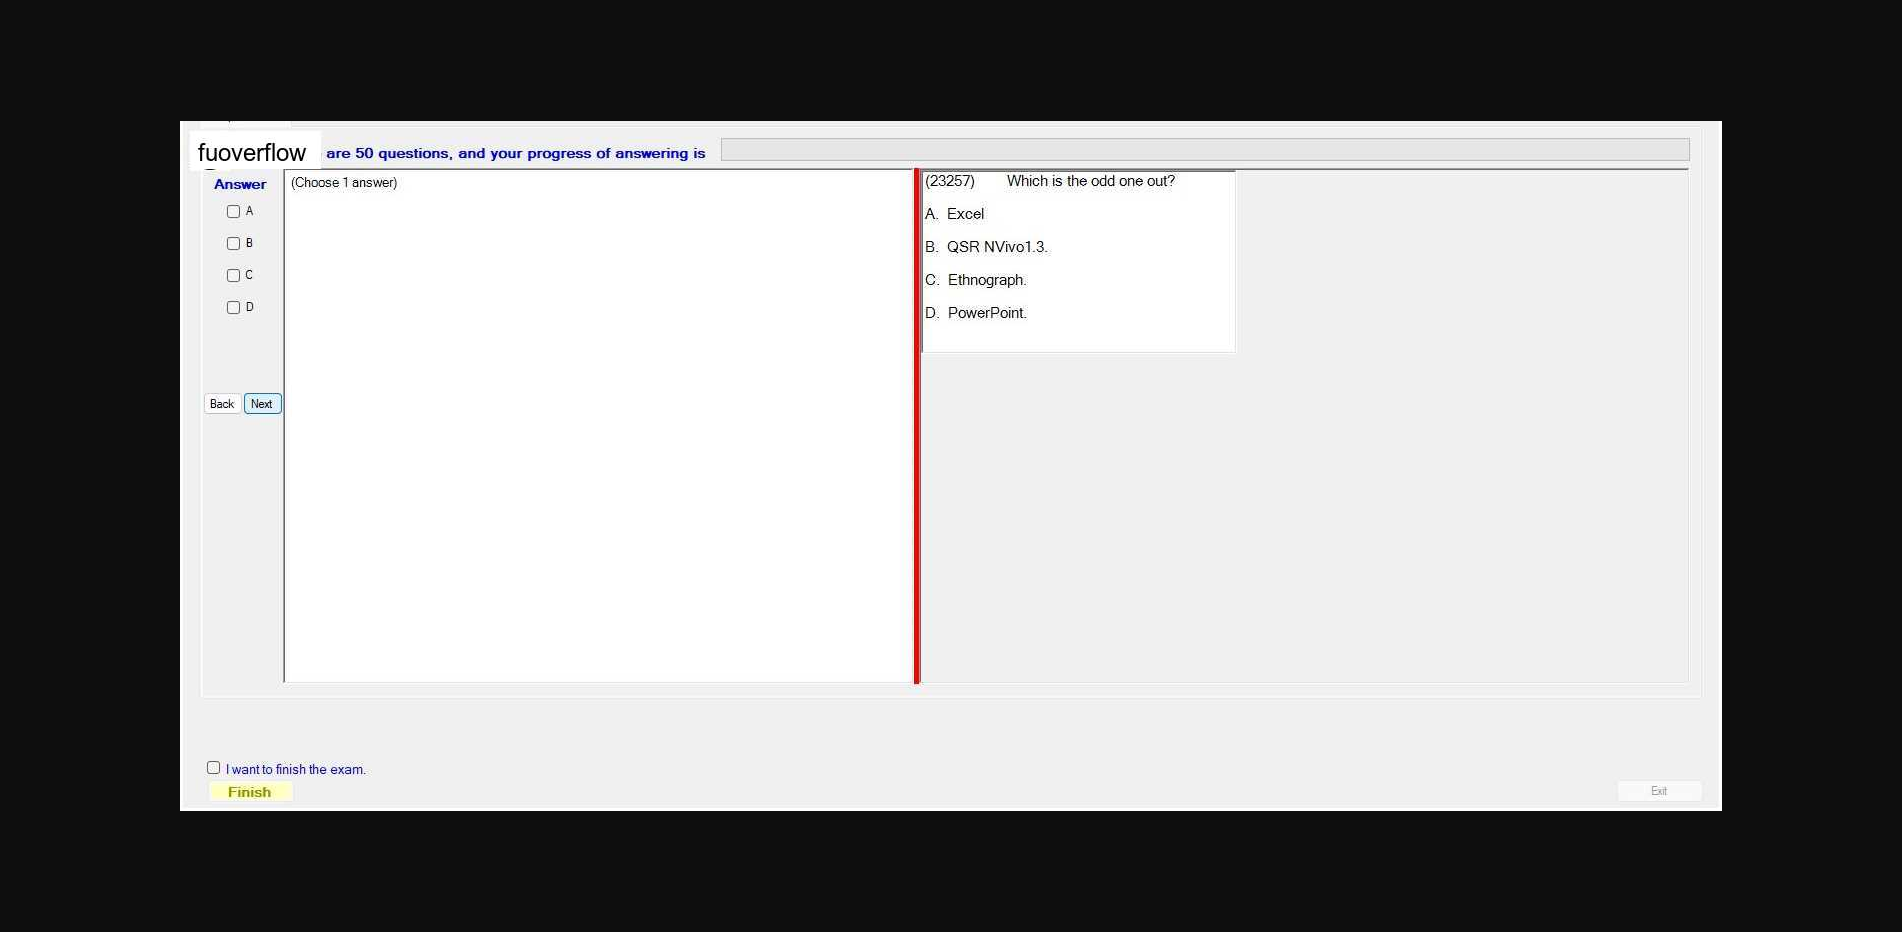 fuoverflow are 50 questions, and your progress of answering is
Answer
A
B
C
D
Back Next
(Choose 1 answer)
(23257) Which is the odd one out?
A. Excel
B. QSR NVivo1.3.
C. Ethnograph.
D. PowerPoint.
I want to finish the exam.
Finish
Exit